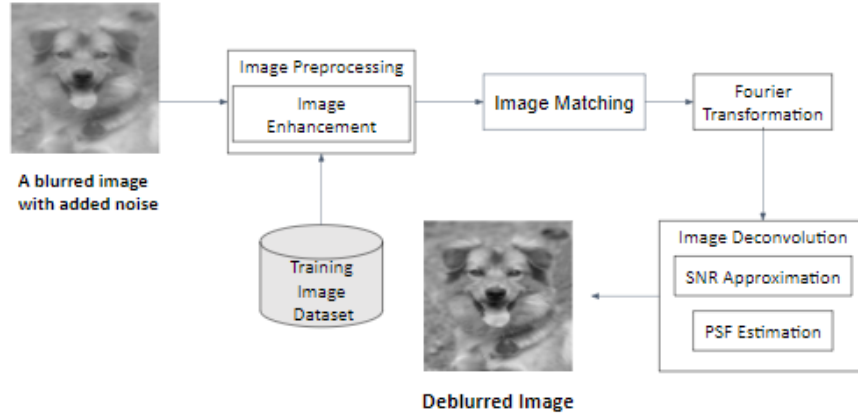 Image Preprocessing
Image
Enhancement
Image Matching
Fourier
Transformation
A blurred image
with added noise
Training
Image
Dataset
Image Deconvolution
SNR Approximation
PSF Estimation
Deblurred Image